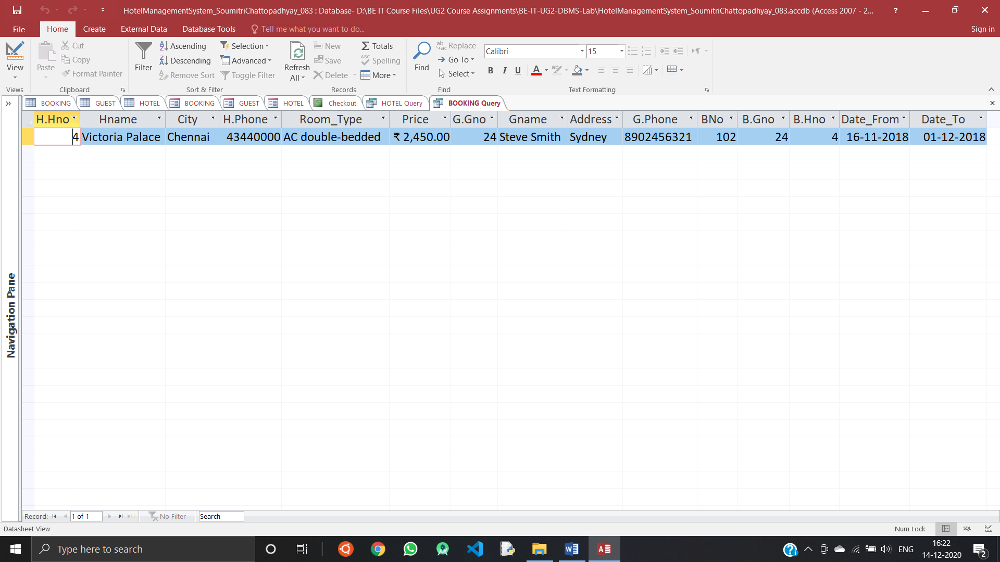 HotelManagementSystem_SoumitriChattopadhyay_083 : Database- D:\BE IT Course Files\UG2 Course Assignments\BE-IT-UG2-DBMS-Lab\HotelManagementSystem_SoumitriChattopadhyay_083.accdb (Access 2007 - 2...
File Home Create External Data Database Tools Tell me what you want to do... Sign in
View
Views
Paste
Cut
Copy
Format Painter
Clipboard
Filter
Ascending
Descending
Remove Sort
Selection
Advanced
Toggle Filter
Sort & Filter
Refresh
All
New
Save
Delete
Totals
Spelling
More
Records
Find
Replace
Go To
Select
Find
Calibri 15
B I U A
Text Formatting
BOOKING GUEST HOTEL BOOKING GUEST HOTEL Checkout HOTEL Query BOOKING Query
H.Hno Hname City H.Phone Room_Type Price G.Gno Gname Address G.Phone BNo B.Gno B.Hno Date_From Date_To
4 Victoria Palace Chennai 43440000 AC double-bedded ₹ 2,450.00 24 Steve Smith Sydney 8902456321 102 24 4 16-11-2018 01-12-2018
Navigation Pane
Record: 1 of 1 No Filter Search
Datasheet View Num Lock SQL
Type here to search ENG 16:22
14-12-2020 2